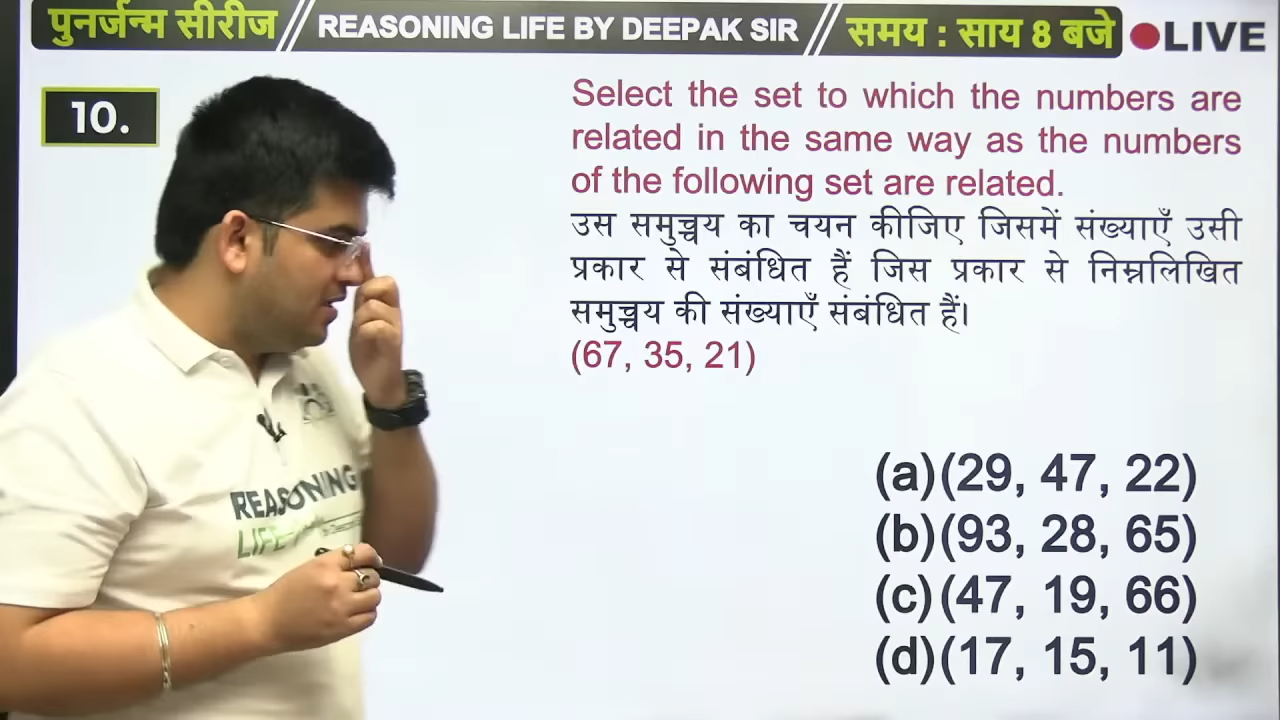 पुनर्जन्म सीरीज // REASONING LIFE BY DEEPAK SIR // समय : साय 8 बजे LIVE
10.
Select the set to which the numbers are
related in the same way as the numbers
of the following set are related.
उस समुच्चय का चयन कीजिए जिसमें संख्याएँ उसी
प्रकार से संबंधित हैं जिस प्रकार से निम्नलिखित
समुच्चय की संख्याएँ संबंधित हैं।
(67, 35, 21)
(a) (29, 47, 22)
(b) (93, 28, 65)
(c) (47, 19, 66)
(d) (17, 15, 11)
REASONING
LIFE